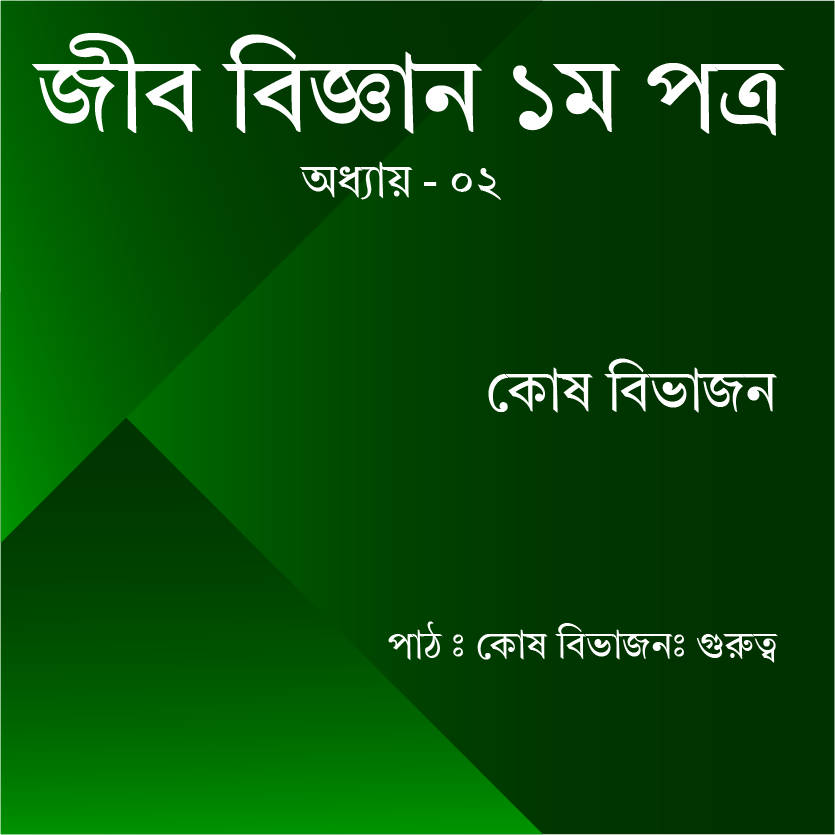 জীব বিজ্ঞান ১ম পত্র
অধ্যায় - ০২
কোষ বিভাজন
পাঠ ঃ কোষ বিভাজনঃ গুরুত্ব